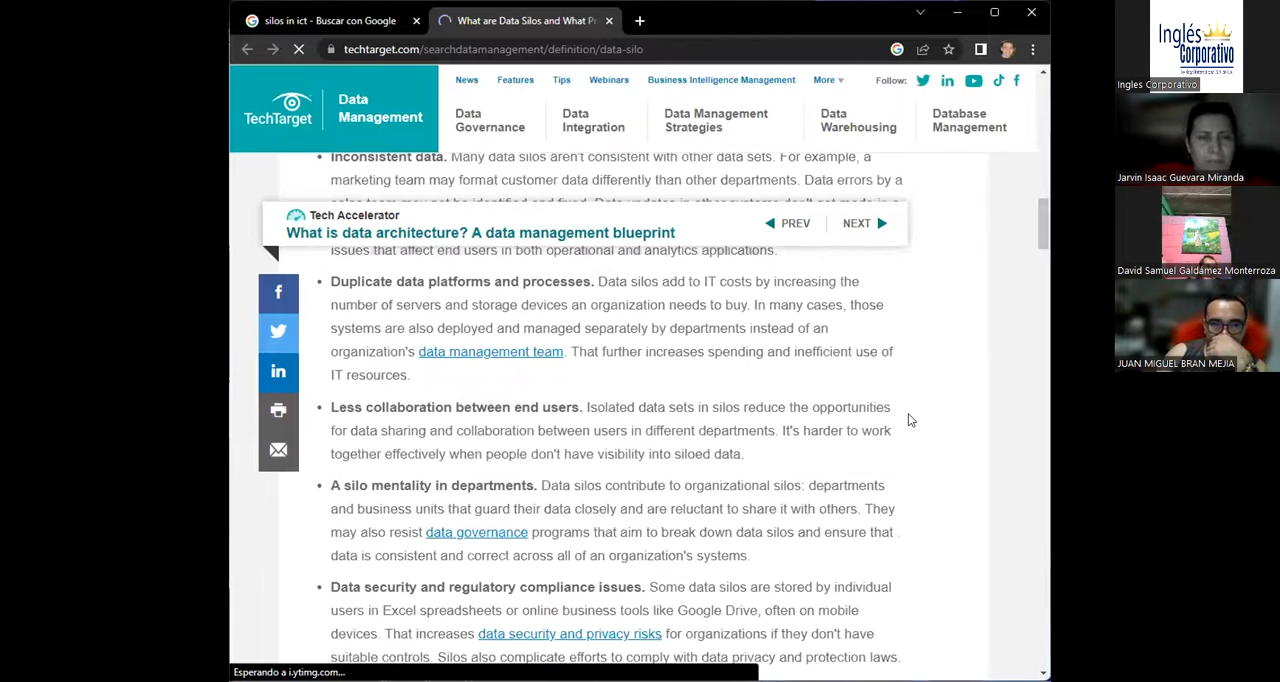 silos in ict - Buscar con Google
What are Data Silos and What Pr
techtarget.com/searchdatamanagement/definition/data-silo
News Features Tips Webinars Business Intelligence Management More Follow:
TechTarget
Data Management
Data Governance
Data Integration
Data Management Strategies
Data Warehousing
Database Management
Inconsistent data. Many data silos aren't consistent with other data sets. For example, a
marketing team may format customer data differently than other departments. Data errors by a
Tech Accelerator
What is data architecture? A data management blueprint
PREV
NEXT
issues that affect end users in both operational and analytics applications.
Duplicate data platforms and processes. Data silos add to IT costs by increasing the
number of servers and storage devices an organization needs to buy. In many cases, those
systems are also deployed and managed separately by departments instead of an
organization's data management team. That further increases spending and inefficient use of
IT resources.
Less collaboration between end users. Isolated data sets in silos reduce the opportunities
for data sharing and collaboration between users in different departments. It's harder to work
together effectively when people don't have visibility into siloed data.
A silo mentality in departments. Data silos contribute to organizational silos: departments
and business units that guard their data closely and are reluctant to share it with others. They
may also resist data governance programs that aim to break down data silos and ensure that
data is consistent and correct across all of an organization's systems.
Data security and regulatory compliance issues. Some data silos are stored by individual
users in Excel spreadsheets or online business tools like Google Drive, often on mobile
devices. That increases data security and privacy risks for organizations if they don't have
suitable controls. Silos also complicate efforts to comply with data privacy and protection laws.
Esperando a i.ytimg.com...
Inglés
Corporativo
Ingles Corporativo
Jarvin Isaac Guevara Miranda
David Samuel Galdámez Monterroza
JUAN MIGUEL BRAN MEJIA